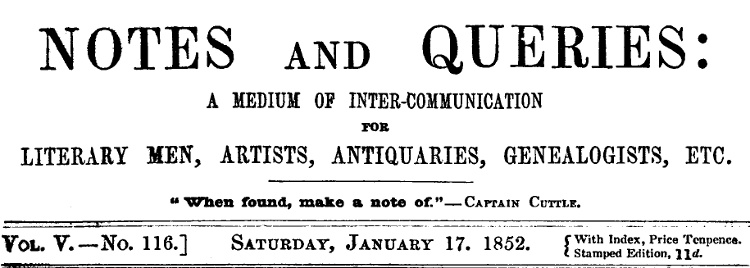 NOTES AND QUERIES:
A MEDIUM OF INTER-COMMUNICATION
FOR
LITERARY MEN, ARTISTS, ANTIQUARIES, GENEALOGISTS, ETC.
"When found, make a note of."—CAPTAIN CUTTLE.
VOL. V.—No. 116.] SATURDAY, JANUARY 17. 1852. { With Index, Price Tenpence.
Stamped Edition, 11d.